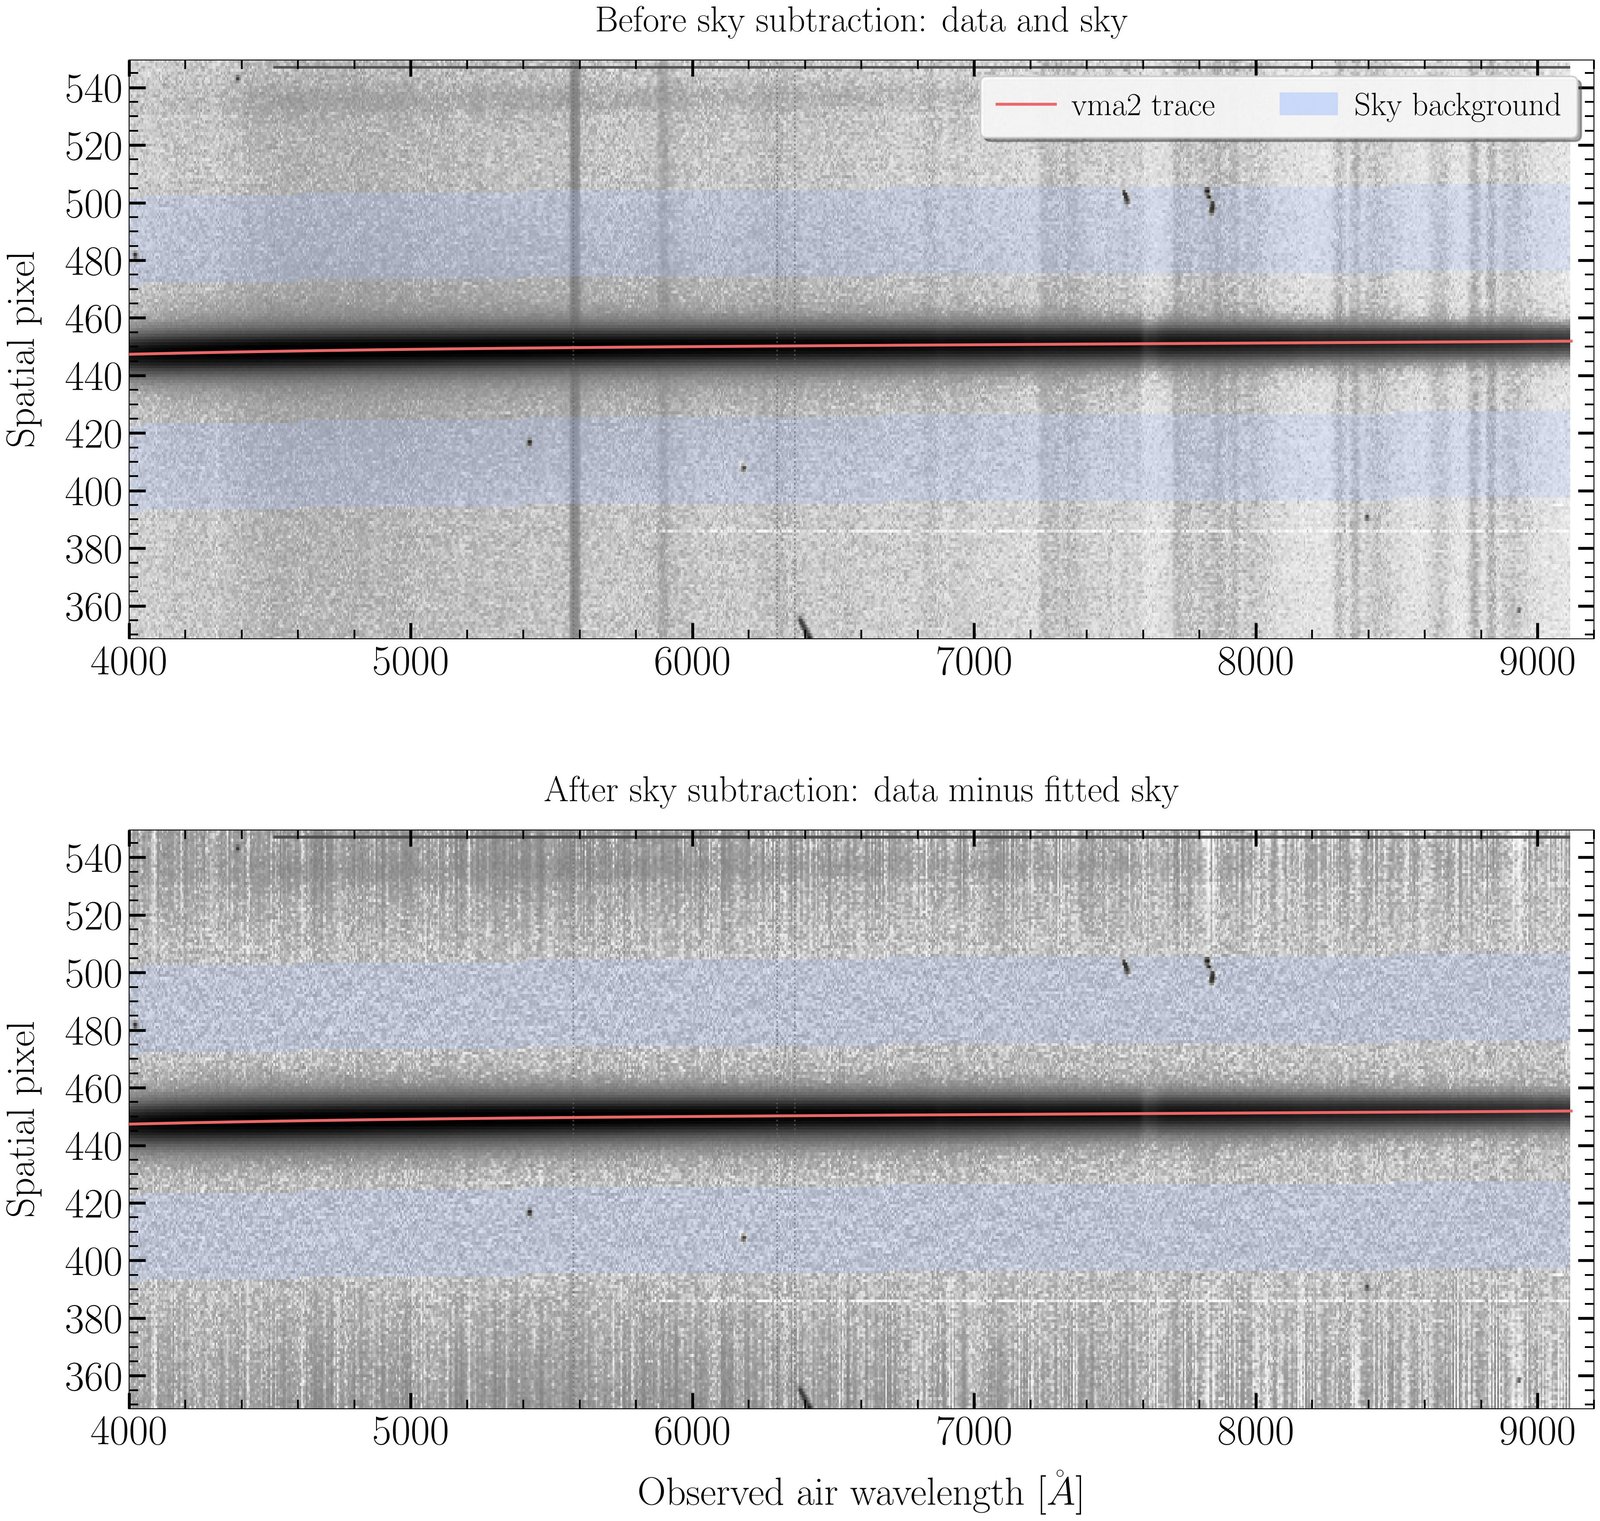 Before sky subtraction: data and sky
vma2 trace
Sky background
540
520
500
480
460
440
420
400
380
360
Spatial pixel
4000 5000 6000 7000 8000 9000
After sky subtraction: data minus fitted sky
540
520
500
480
460
440
420
400
380
360
Spatial pixel
4000 5000 6000 7000 8000 9000
Observed air wavelength [Å]